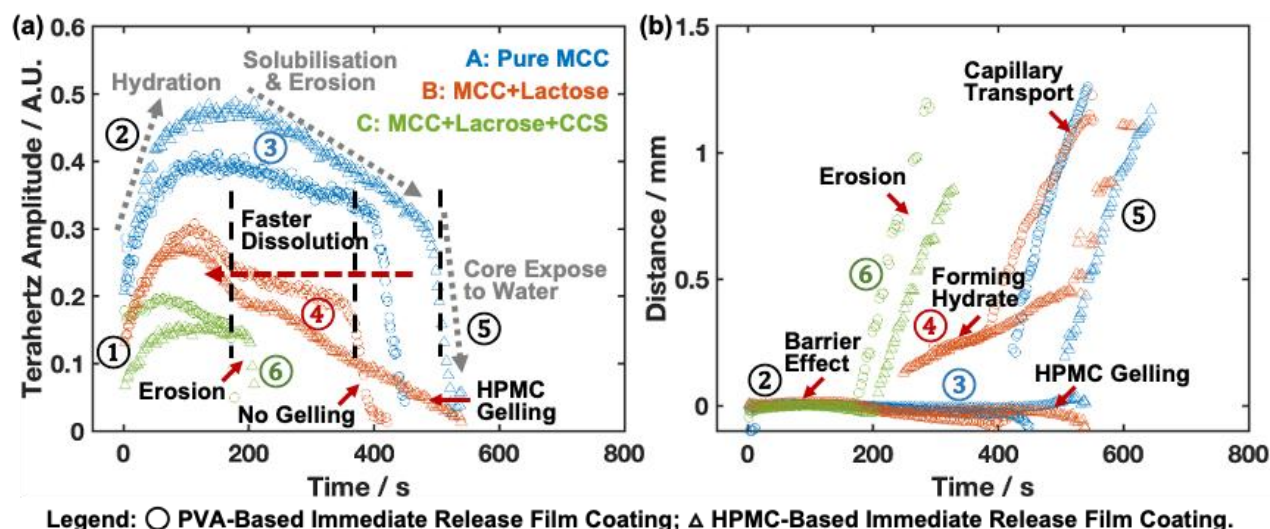 (a)
0.6
0.5
0.4
0.3
0.2
0.1
0
Terahertz Amplitude / A.U.
0 200 400 600 800
Time / s
Solubilisation
& Erosion
Hydration
A: Pure MCC
B: MCC+Lactose
C: MCC+Lacrose+CCS
②
③
Faster
Dissolution
Core Expose
to Water
①
④
⑤
Erosion
⑥
No Gelling
HPMC
Gelling
(b)
1.5
1
0.5
0
Distance / mm
0 200 400 600 800
Time / s
Capillary
Transport
Erosion
⑤
⑥
Forming
Hydrate
④
Barrier
Effect
②
③
HPMC Gelling
Legend: ○ PVA-Based Immediate Release Film Coating; △ HPMC-Based Immediate Release Film Coating.